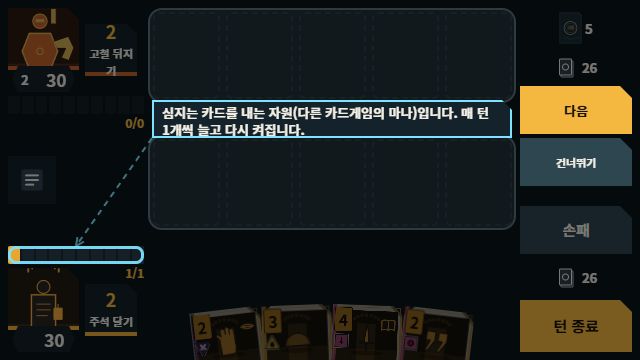 2
고철 뒤지
기
2
30
0/0
심지는 카드를 내는 자원(다른 카드게임의 마나)입니다. 매 턴
1개씩 늘고 다시 켜집니다.
5
26
다음
건너뛰기
손패
26
1/1
2
주석 달기
30
2
3
4
2
턴 종료